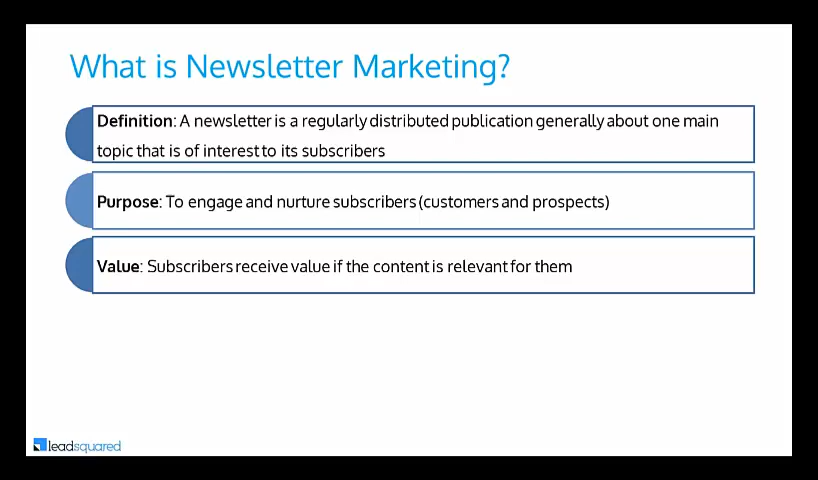 What is Newsletter Marketing?
Definition: A newsletter is a regularly distributed publication generally about one main
topic that is of interest to its subscribers
Purpose: To engage and nurture subscribers (customers and prospects)
Value: Subscribers receive value if the content is relevant for them
leadsquared